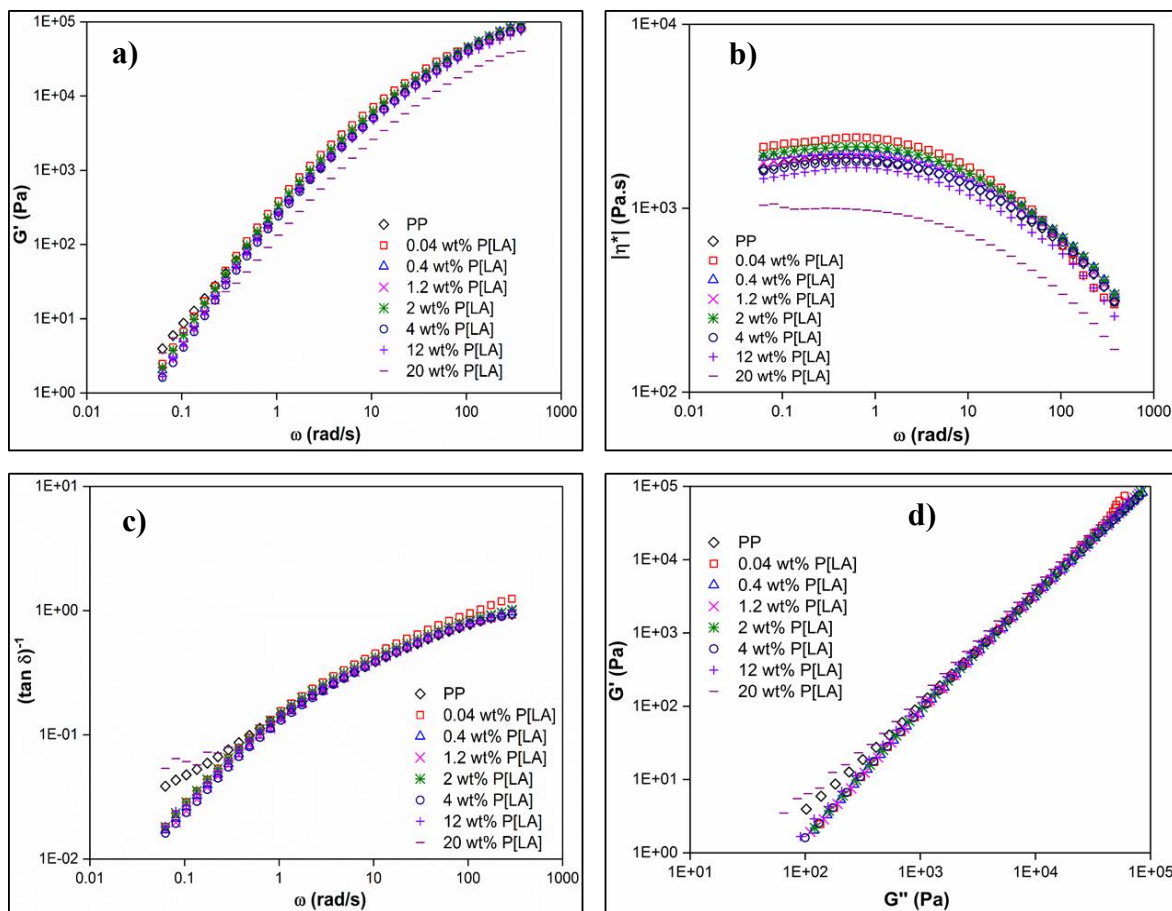 a)
1E+05
1E+04
1E+03
1E+02
1E+01
1E+00
G' (Pa)
PP
0.04 wt% P[LA]
0.4 wt% P[LA]
1.2 wt% P[LA]
2 wt% P[LA]
4 wt% P[LA]
12 wt% P[LA]
20 wt% P[LA]
0.01 0.1 1 10 100 1000
ω (rad/s)
b)
1E+04
1E+03
1E+02
|η*| (Pa.s)
PP
0.04 wt% P[LA]
0.4 wt% P[LA]
1.2 wt% P[LA]
2 wt% P[LA]
4 wt% P[LA]
12 wt% P[LA]
20 wt% P[LA]
0.01 0.1 1 10 100 1000
ω (rad/s)
c)
1E+01
1E+00
1E-01
1E-02
(tan δ)-1
PP
0.04 wt% P[LA]
0.4 wt% P[LA]
1.2 wt% P[LA]
2 wt% P[LA]
4 wt% P[LA]
12 wt% P[LA]
20 wt% P[LA]
0.01 0.1 1 10 100 1000
ω (rad/s)
d)
1E+05
1E+04
1E+03
1E+02
1E+01
1E+00
G' (Pa)
PP
0.04 wt% P[LA]
0.4 wt% P[LA]
1.2 wt% P[LA]
2 wt% P[LA]
4 wt% P[LA]
12 wt% P[LA]
20 wt% P[LA]
1E+01 1E+02 1E+03 1E+04 1E+05
G" (Pa)